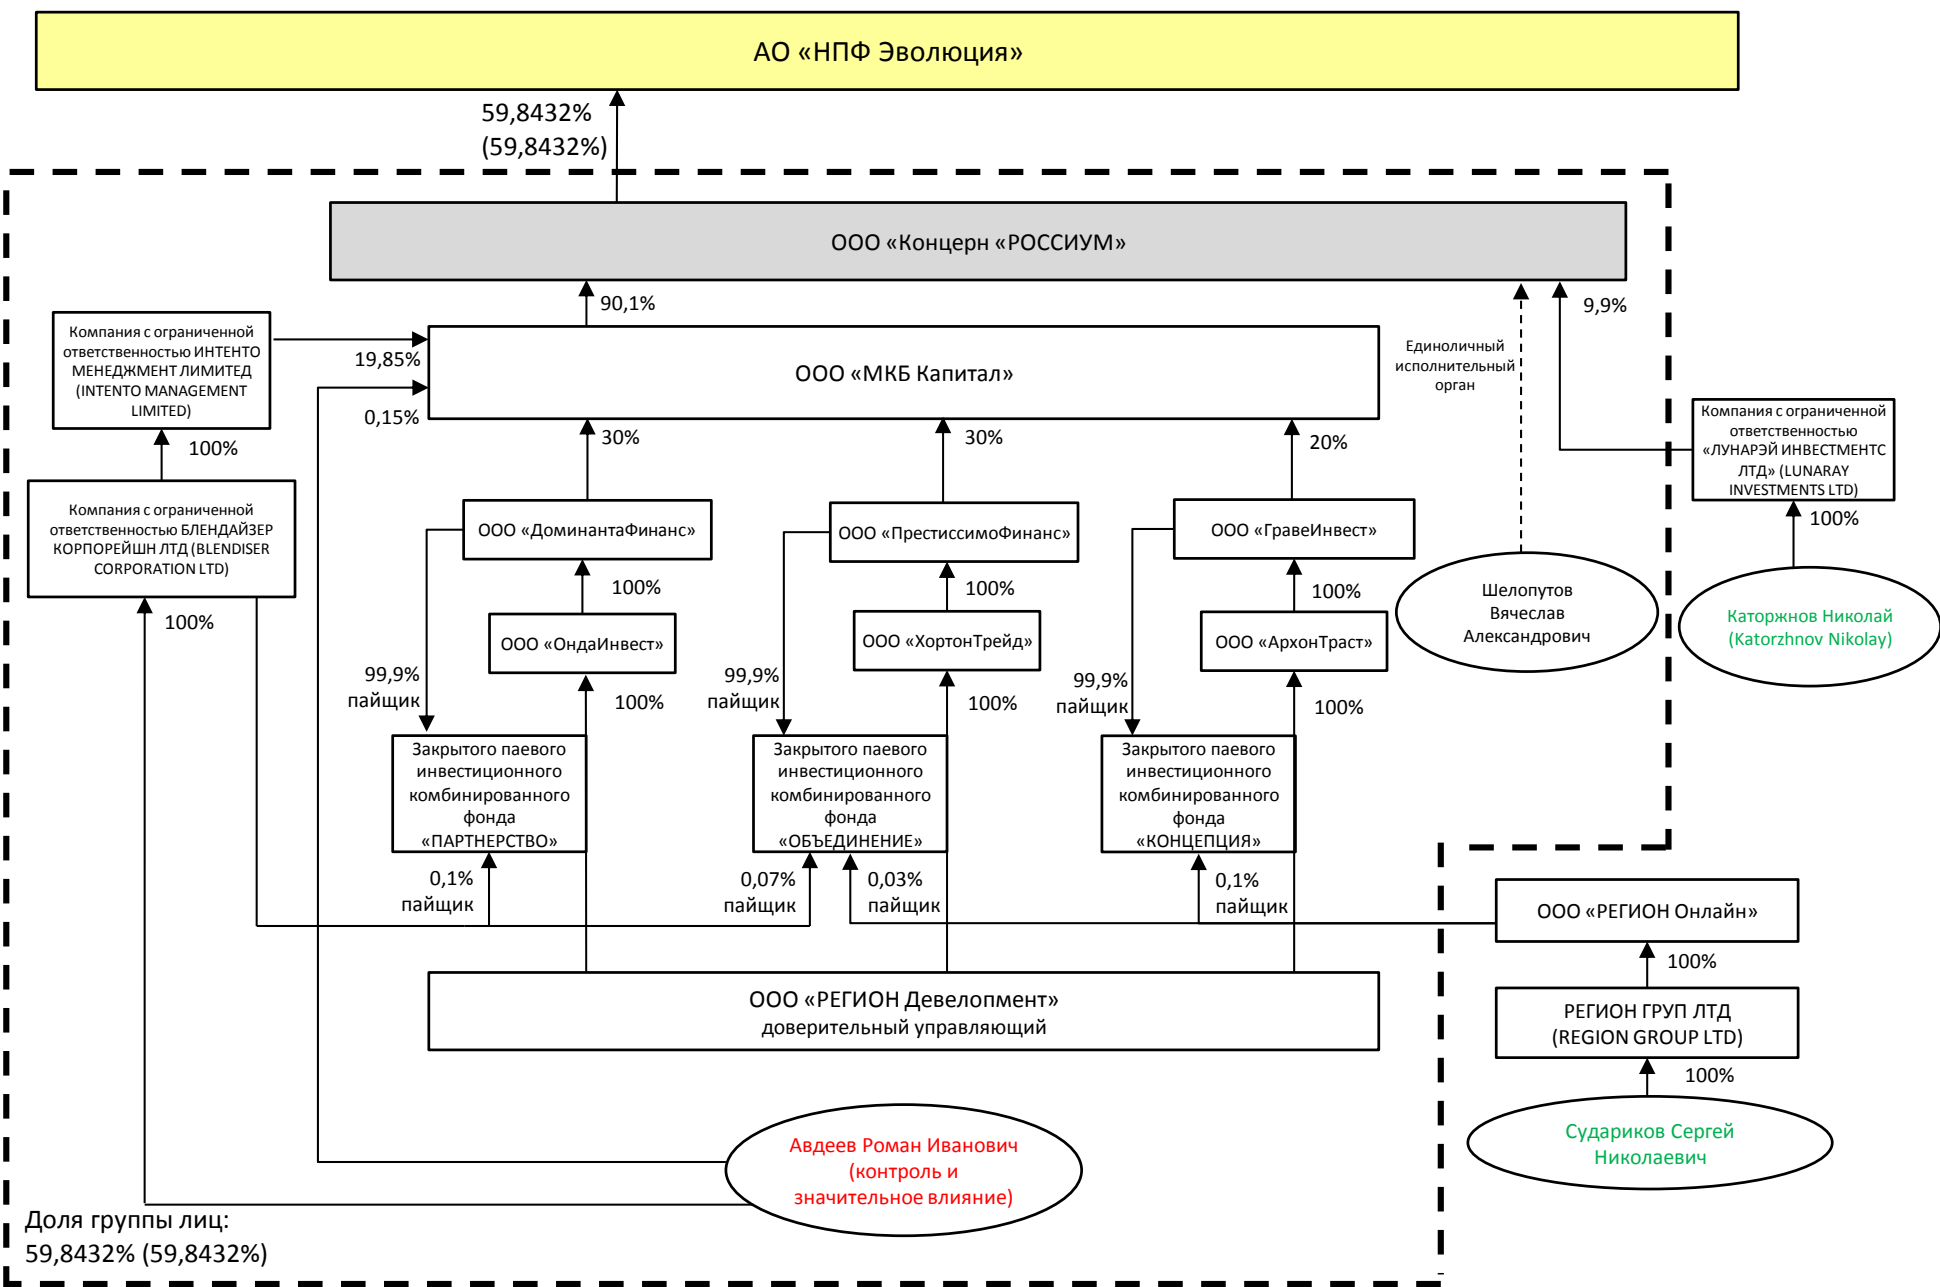 АО «НПФ Эволюция»
59,8432%
(59,8432%)
ООО «Концерн «РОССИУМ»
90,1%
9,9%
Компания с ограниченной
ответственностью ИНТЕНТО
МЕНЕДЖМЕНТ ЛИМИТЕД
(INTENTO MANAGEMENT
LIMITED)
19,85%
0,15%
ООО «МКБ Капитал»
Единоличный
исполнительный
орган
Компания с ограниченной
ответственностью
«ЛУНАРЭЙ ИНВЕСТМЕНТС
ЛТД» (LUNARAY
INVESTMENTS LTD)
100%
30%
30%
20%
Компания с ограниченной
ответственностью БЛЕНДАЙЗЕР
КОРПОРЕЙШН ЛТД (BLENDISER
CORPORATION LTD)
ООО «ДоминантаФинанс»
ООО «ПрестиссимоФинанс»
ООО «ГравеИнвест»
100%
100%
100%
100%
100%
Шелопутов
Вячеслав
Александрович
Каторжнов Николай
(Katorzhnov Nikolay)
ООО «ОндаИнвест»
ООО «ХортонТрейд»
ООО «АрхонТраст»
99,9%
пайщик
100%
99,9%
пайщик
100%
99,9%
пайщик
100%
Закрытого паевого
инвестиционного
комбинированного
фонда
«ПАРТНЕРСТВО»
Закрытого паевого
инвестиционного
комбинированного
фонда
«ОБЪЕДИНЕНИЕ»
Закрытого паевого
инвестиционного
комбинированного
фонда
«КОНЦЕПЦИЯ»
0,1%
пайщик
0,07%
пайщик
0,03%
пайщик
0,1%
пайщик
ООО «РЕГИОН Онлайн»
100%
ООО «РЕГИОН Девелопмент»
доверительный управляющий
РЕГИОН ГРУП ЛТД
(REGION GROUP LTD)
100%
Авдеев Роман Иванович
(контроль и
значительное влияние)
Судариков Сергей
Николаевич
Доля группы лиц:
59,8432% (59,8432%)